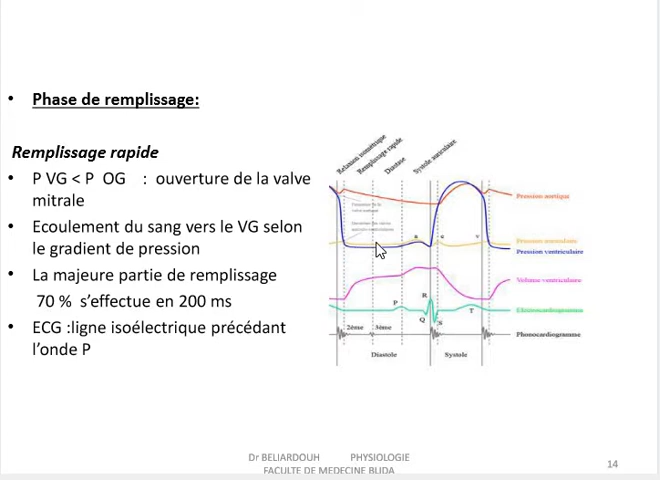 • Phase de remplissage:
Remplissage rapide
• P VG < P OG : ouverture de la valve
mitrale
• Ecoulement du sang vers le VG selon
le gradient de pression
• La majeure partie de remplissage
70 % s’effectue en 200 ms
• ECG :ligne isoélectrique précédant
l’onde P
Remplissage rapide
Diastase
Systole auriculaire
Pression aortique
Pression auriculaire
Pression ventriculaire
Volume ventriculaire
Electrocardiogramme
a c v
R
P
T
Q S
2ème 3ème
Phonocardiogramme
Diastole Systole
Dr BELIARDOUH PHYSIOLOGIE
FACULTE DE MEDECINE BLIDA
14